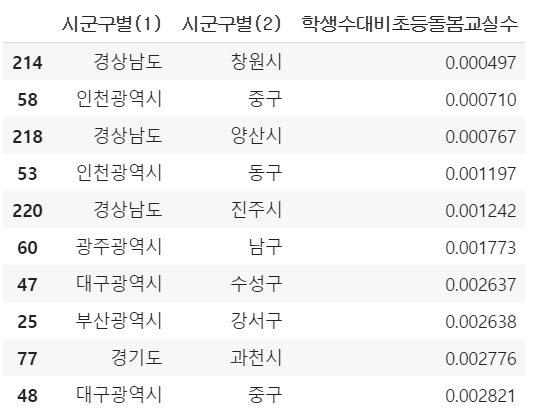 시군구별(1) 시군구별(2) 학생수대비초등돌봄교실수
214 경상남도 창원시 0.000497
58 인천광역시 중구 0.000710
218 경상남도 양산시 0.000767
53 인천광역시 동구 0.001197
220 경상남도 진주시 0.001242
60 광주광역시 남구 0.001773
47 대구광역시 수성구 0.002637
25 부산광역시 강서구 0.002638
77 경기도 과천시 0.002776
48 대구광역시 중구 0.002821